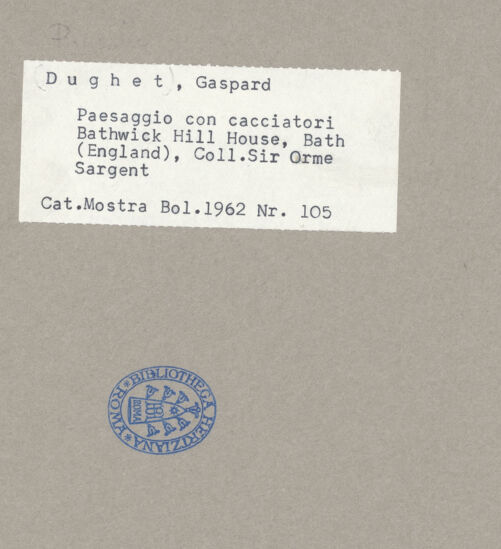 D
(D u g h e t), Gaspard
Paesaggio con cacciatori
Bathwick Hill House, Bath
(England), Coll.Sir Orme
Sargent
Cat.Mostra Bol.1962 Nr. 105
*BIBLIOTHECA HERTZIANA*ROMA
ROMA